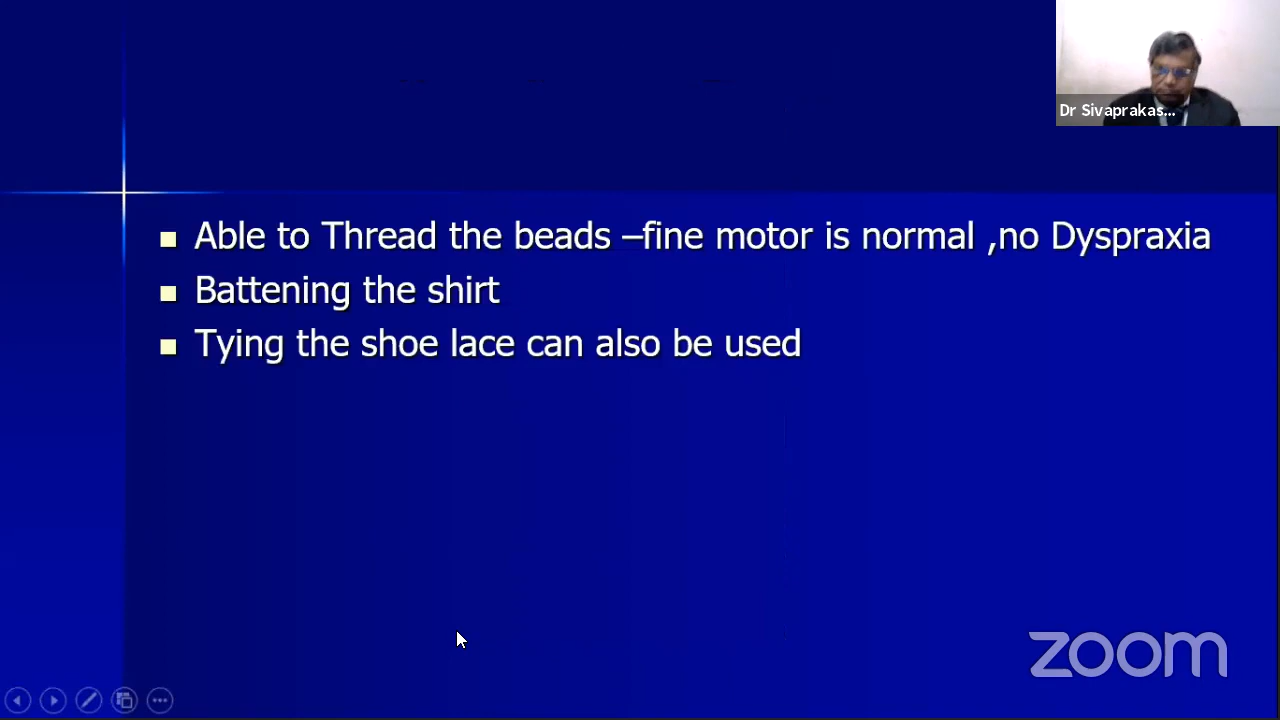 Dr Sivaprakas...
Able to Thread the beads –fine motor is normal ,no Dyspraxia
Battening the shirt
Tying the shoe lace can also be used
zoom